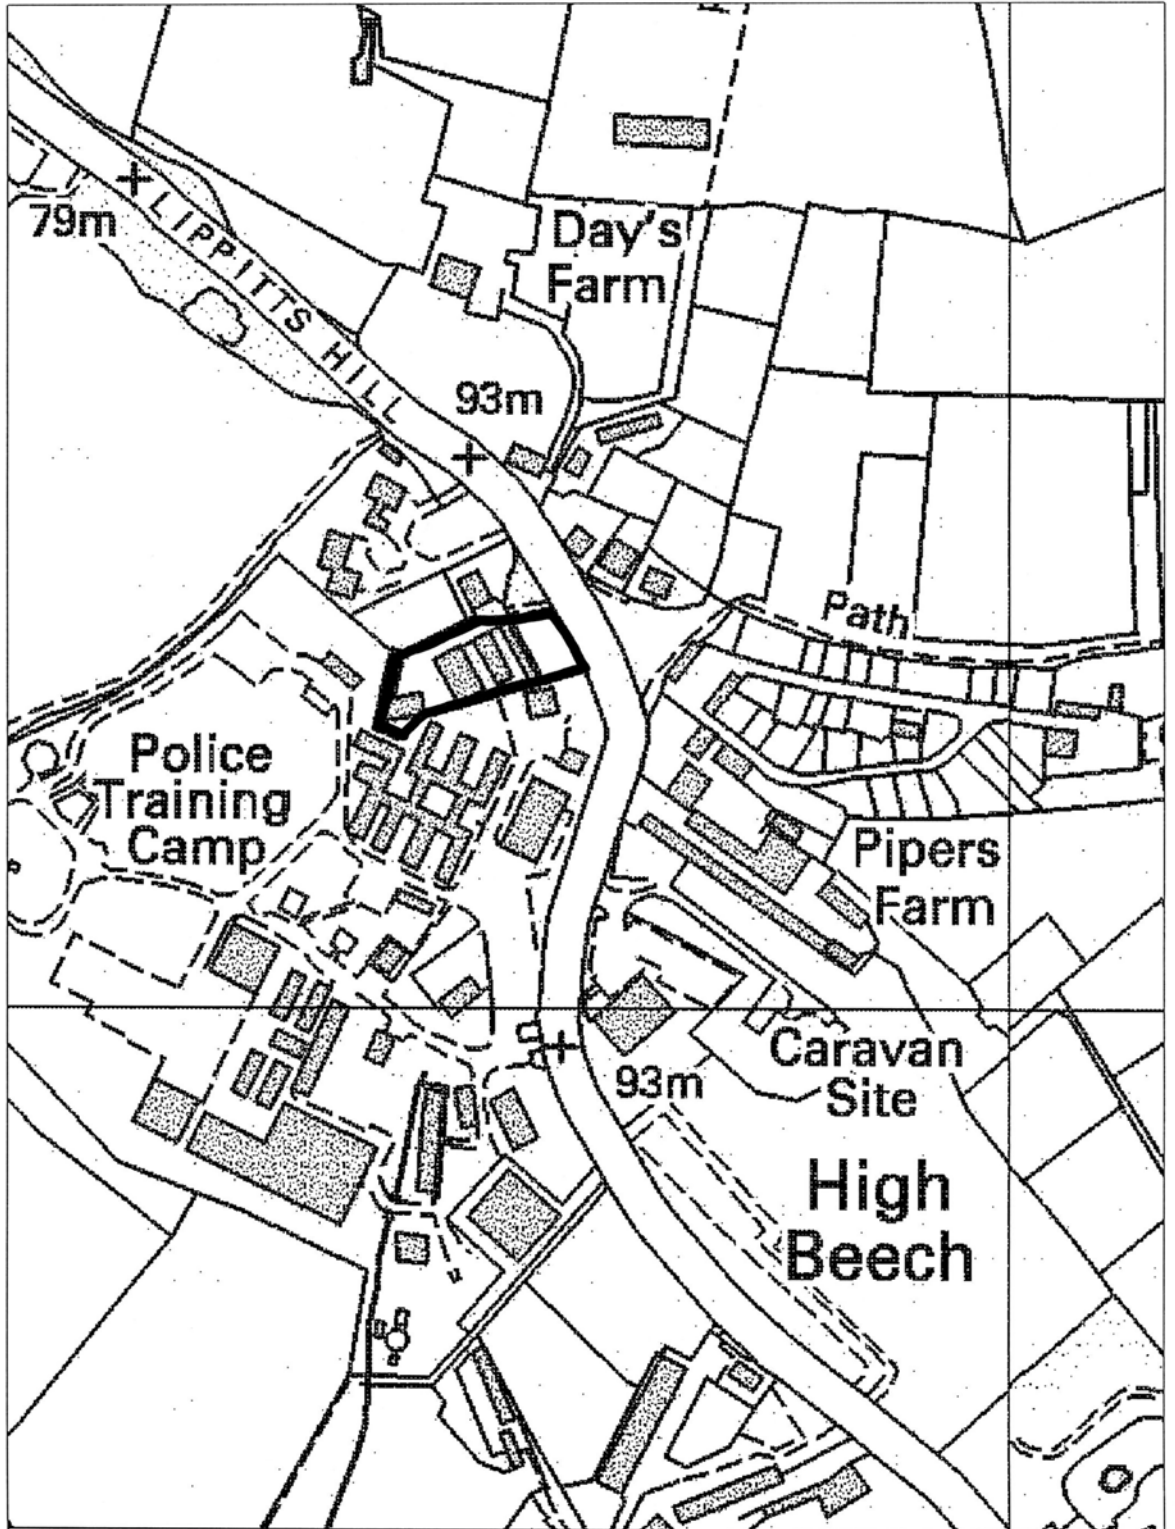 79m
LIPPITTS HILL
Day's
Farm
93m
Path
Police
Training
Camp
Pipers
Farm
Caravan
Site
93m
High
Beech